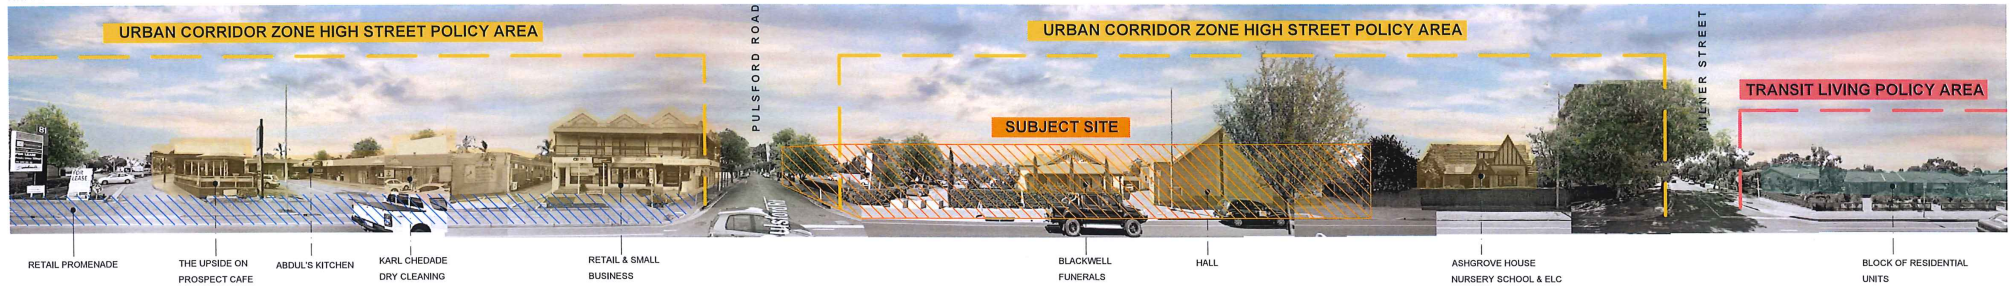 URBAN CORRIDOR ZONE HIGH STREET POLICY AREA
PULSFORD ROAD
URBAN CORRIDOR ZONE HIGH STREET POLICY AREA
MILNER STREET
TRANSIT LIVING POLICY AREA
SUBJECT SITE
FOR
LEASE
RETAIL PROMENADE
THE UPSIDE ON
PROSPECT CAFE
ABDUL'S KITCHEN
KARL CHEDADE
DRY CLEANING
RETAIL & SMALL
BUSINESS
BLACKWELL
FUNERALS
HALL
ASHGROVE HOUSE
NURSERY SCHOOL & ELC
BLOCK OF RESIDENTIAL
UNITS